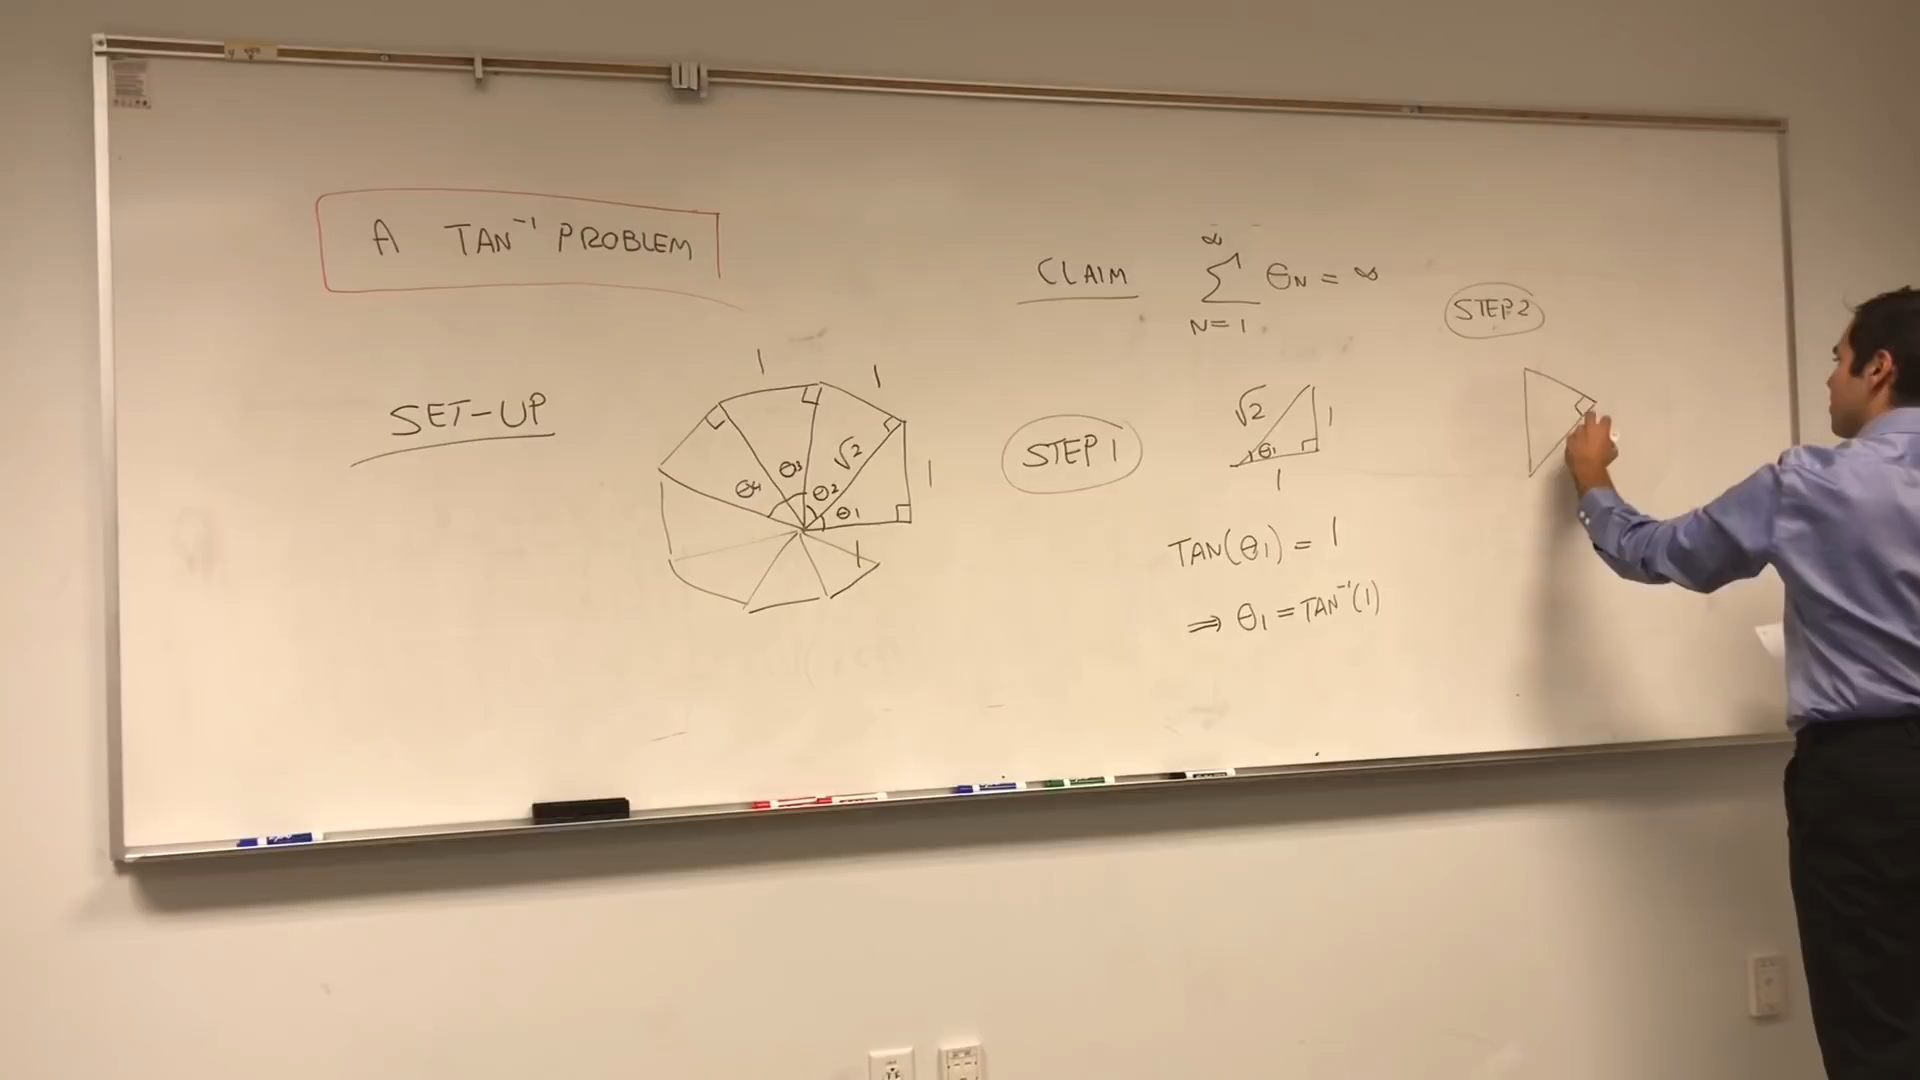 A TAN⁻¹ PROBLEM
SET-UP
1
1
√2
1
1
θ1
θ2
θ3
θ4
CLAIM
∞
∑ θN = ∞
N=1
STEP 1
√2
1
θ1
1
TAN(θ1) = 1
⇒ θ1 = TAN⁻¹(1)
STEP 2